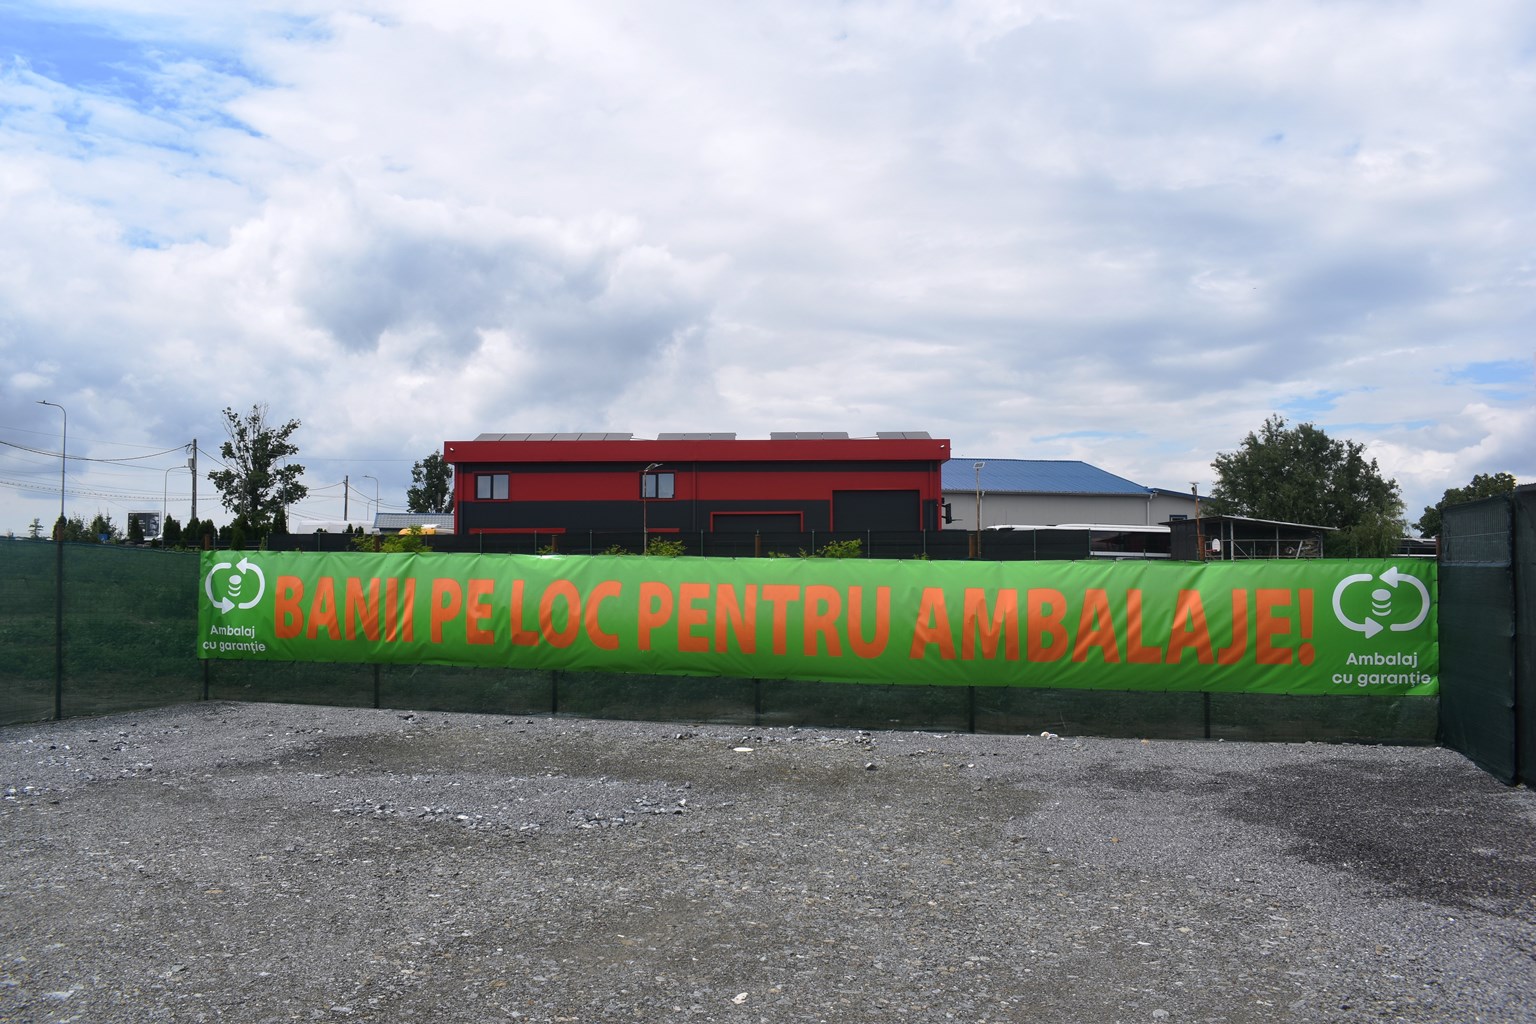 Ambalaj
cu garanție
BANII PE LOC PENTRU AMBALAJE!
Ambalaj
cu garanție